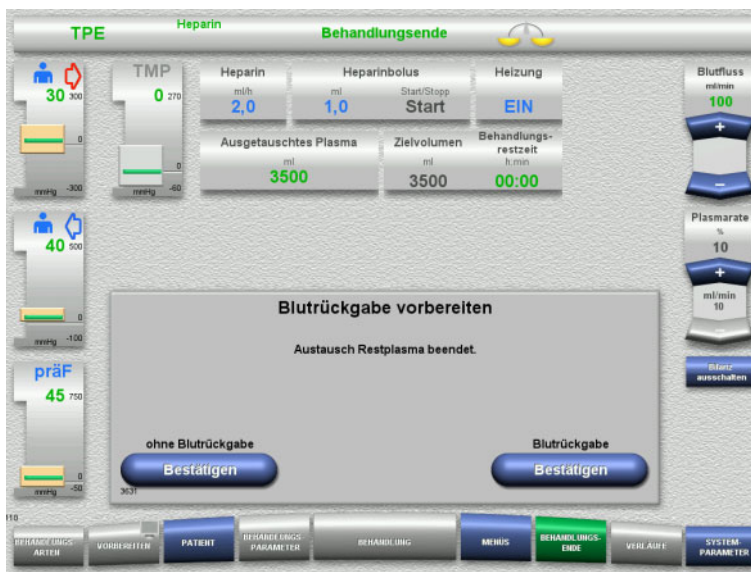 TPE Heparin Behandlungsende
30 300
0
-300
mmHg
TMP
0 270
0
-60
mmHg
Heparin
ml/h
2,0
Heparinbolus
ml Start/Stopp
1,0 Start
Heizung
EIN
Ausgetauschtes Plasma
ml
3500
Zielvolumen
ml
3500
Behandlungs-
restzeit
h:min
00:00
Blutfluss
ml/min
100
+
–
40 500
0
-100
mmHg
Plasmarate
%
10
+
ml/min
10
–
Bilanz
ausschalten
präF
45 750
0
-50
mmHg
Blutrückgabe vorbereiten
Austausch Restplasma beendet.
ohne Blutrückgabe Blutrückgabe
Bestätigen Bestätigen
3631
110
BEHANDLUNGS-
ARTEN
VORBEREITEN
PATIENT
BEHANDLUNGS-
PARAMETER
BEHANDLUNG
MENÜS
BEHANDLUNGS-
ENDE
VERLÄUFE
SYSTEM-
PARAMETER